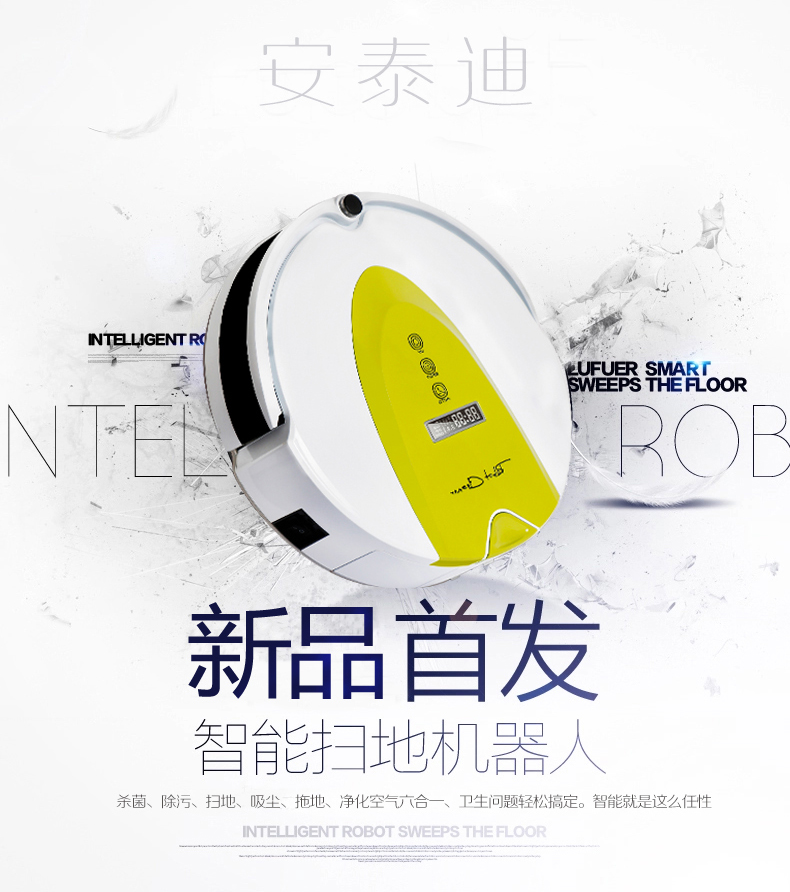 安泰迪
INTELLIGENT RO
LUFUER SMART
SWEEPS THE FLOOR
NTEL ROB
88:88
新品首发
智能扫地机器人
杀菌、除污、扫地、吸尘、拖地、净化空气六合一、卫生问题轻松搞定。智能就是这么任性
INTELLIGENT ROBOT SWEEPS THE FLOOR